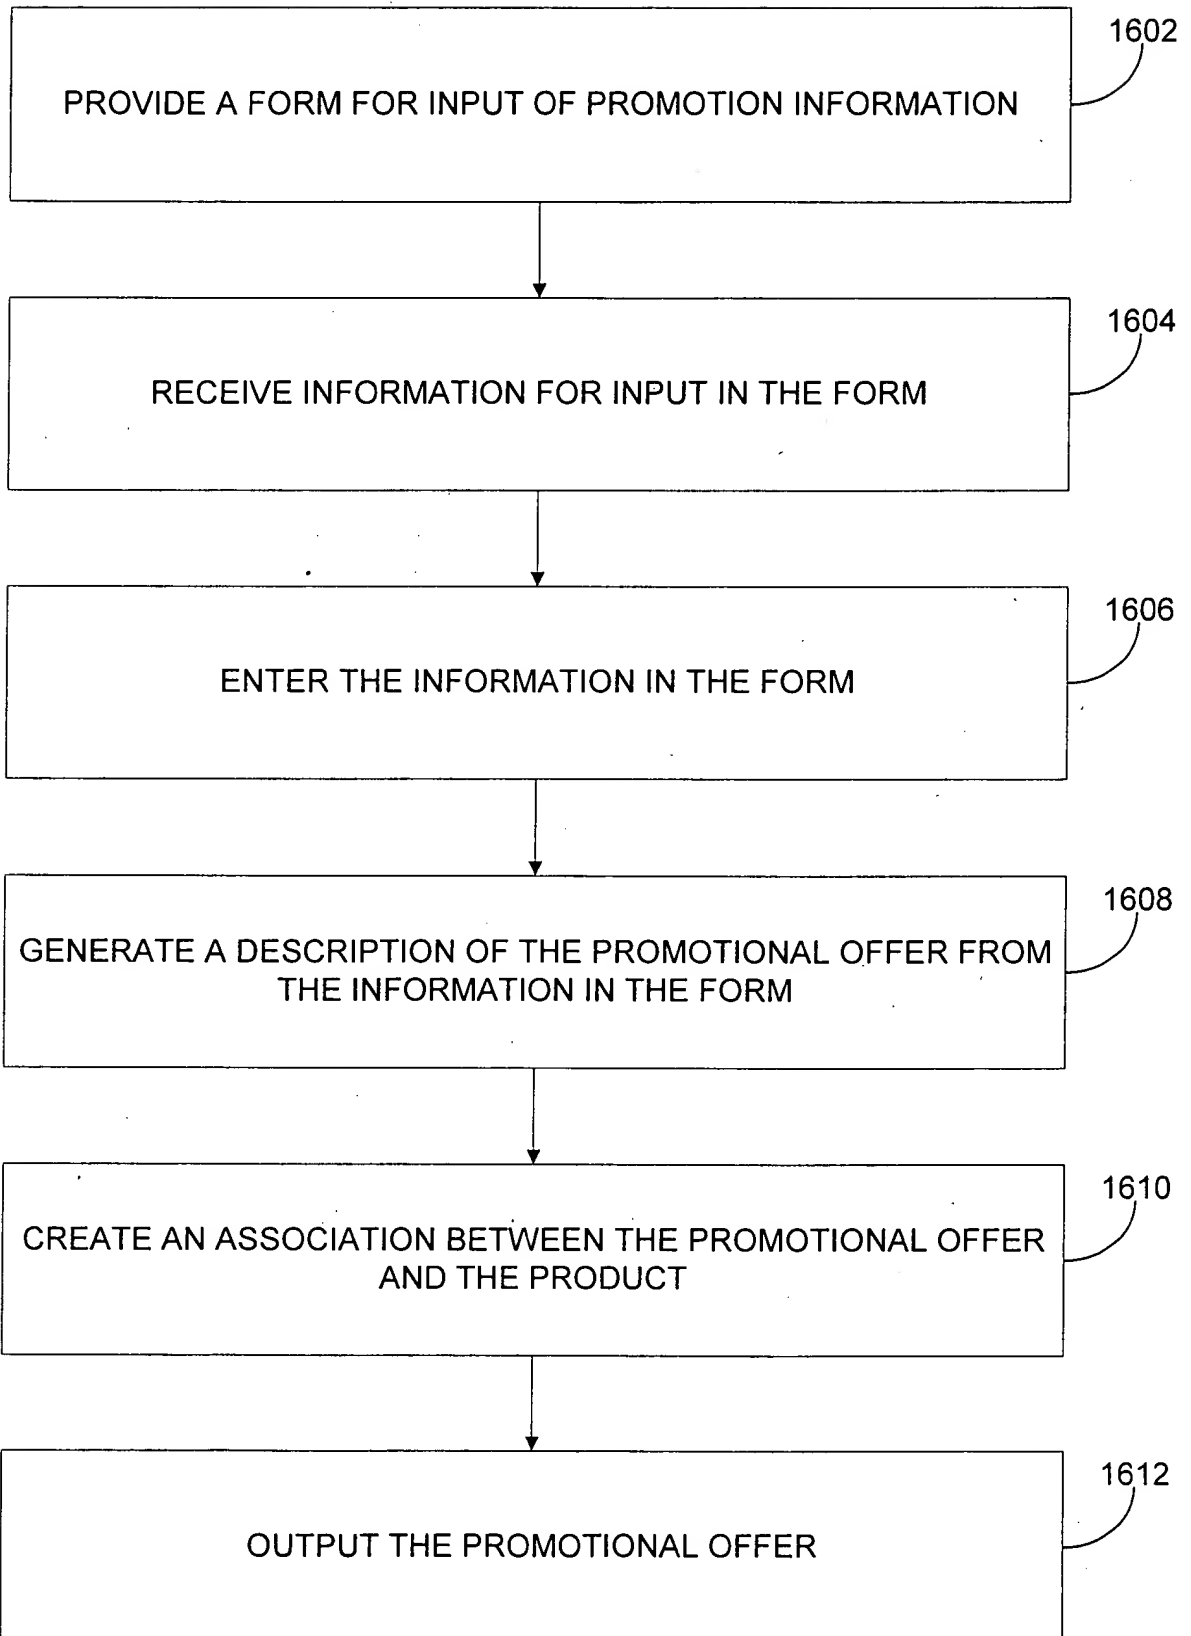 1602
PROVIDE A FORM FOR INPUT OF PROMOTION INFORMATION
1604
RECEIVE INFORMATION FOR INPUT IN THE FORM
1606
ENTER THE INFORMATION IN THE FORM
1608
GENERATE A DESCRIPTION OF THE PROMOTIONAL OFFER FROM
THE INFORMATION IN THE FORM
1610
CREATE AN ASSOCIATION BETWEEN THE PROMOTIONAL OFFER
AND THE PRODUCT
1612
OUTPUT THE PROMOTIONAL OFFER